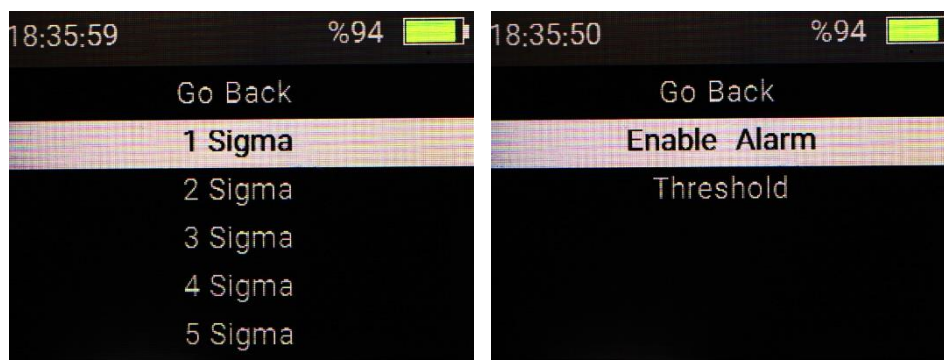 18:35:59 %94
Go Back
1 Sigma
2 Sigma
3 Sigma
4 Sigma
5 Sigma
18:35:50 %94
Go Back
Enable Alarm
Threshold